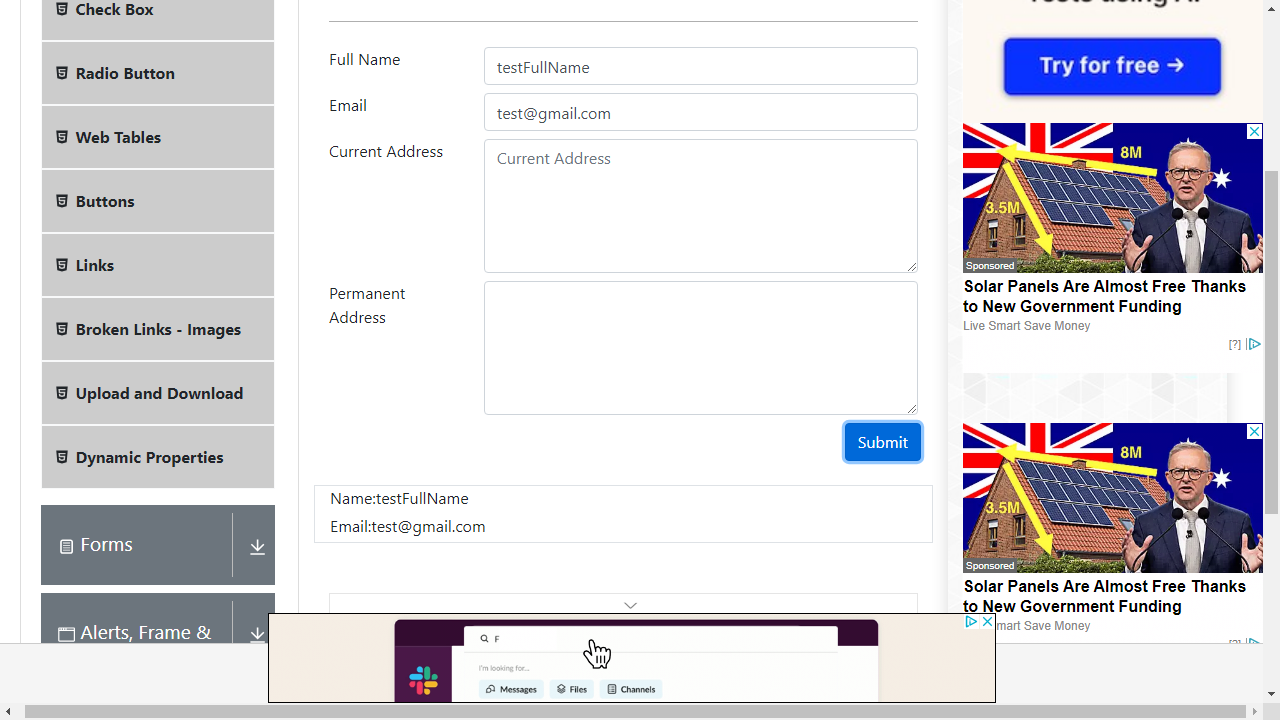 Check Box
Radio Button
Web Tables
Buttons
Links
Broken Links - Images
Upload and Download
Dynamic Properties
Forms
Alerts, Frame &
Full Name
testFullName
Email
test@gmail.com
Current Address
Current Address
Permanent
Address
Submit
Name:testFullName
Email:test@gmail.com
Try for free →
8M
3.5M
Sponsored
Solar Panels Are Almost Free Thanks
to New Government Funding
Live Smart Save Money
[?]
8M
3.5M
Sponsored
Solar Panels Are Almost Free Thanks
to New Government Funding
mart Save Money
F
I'm looking for...
Messages
Files
Channels